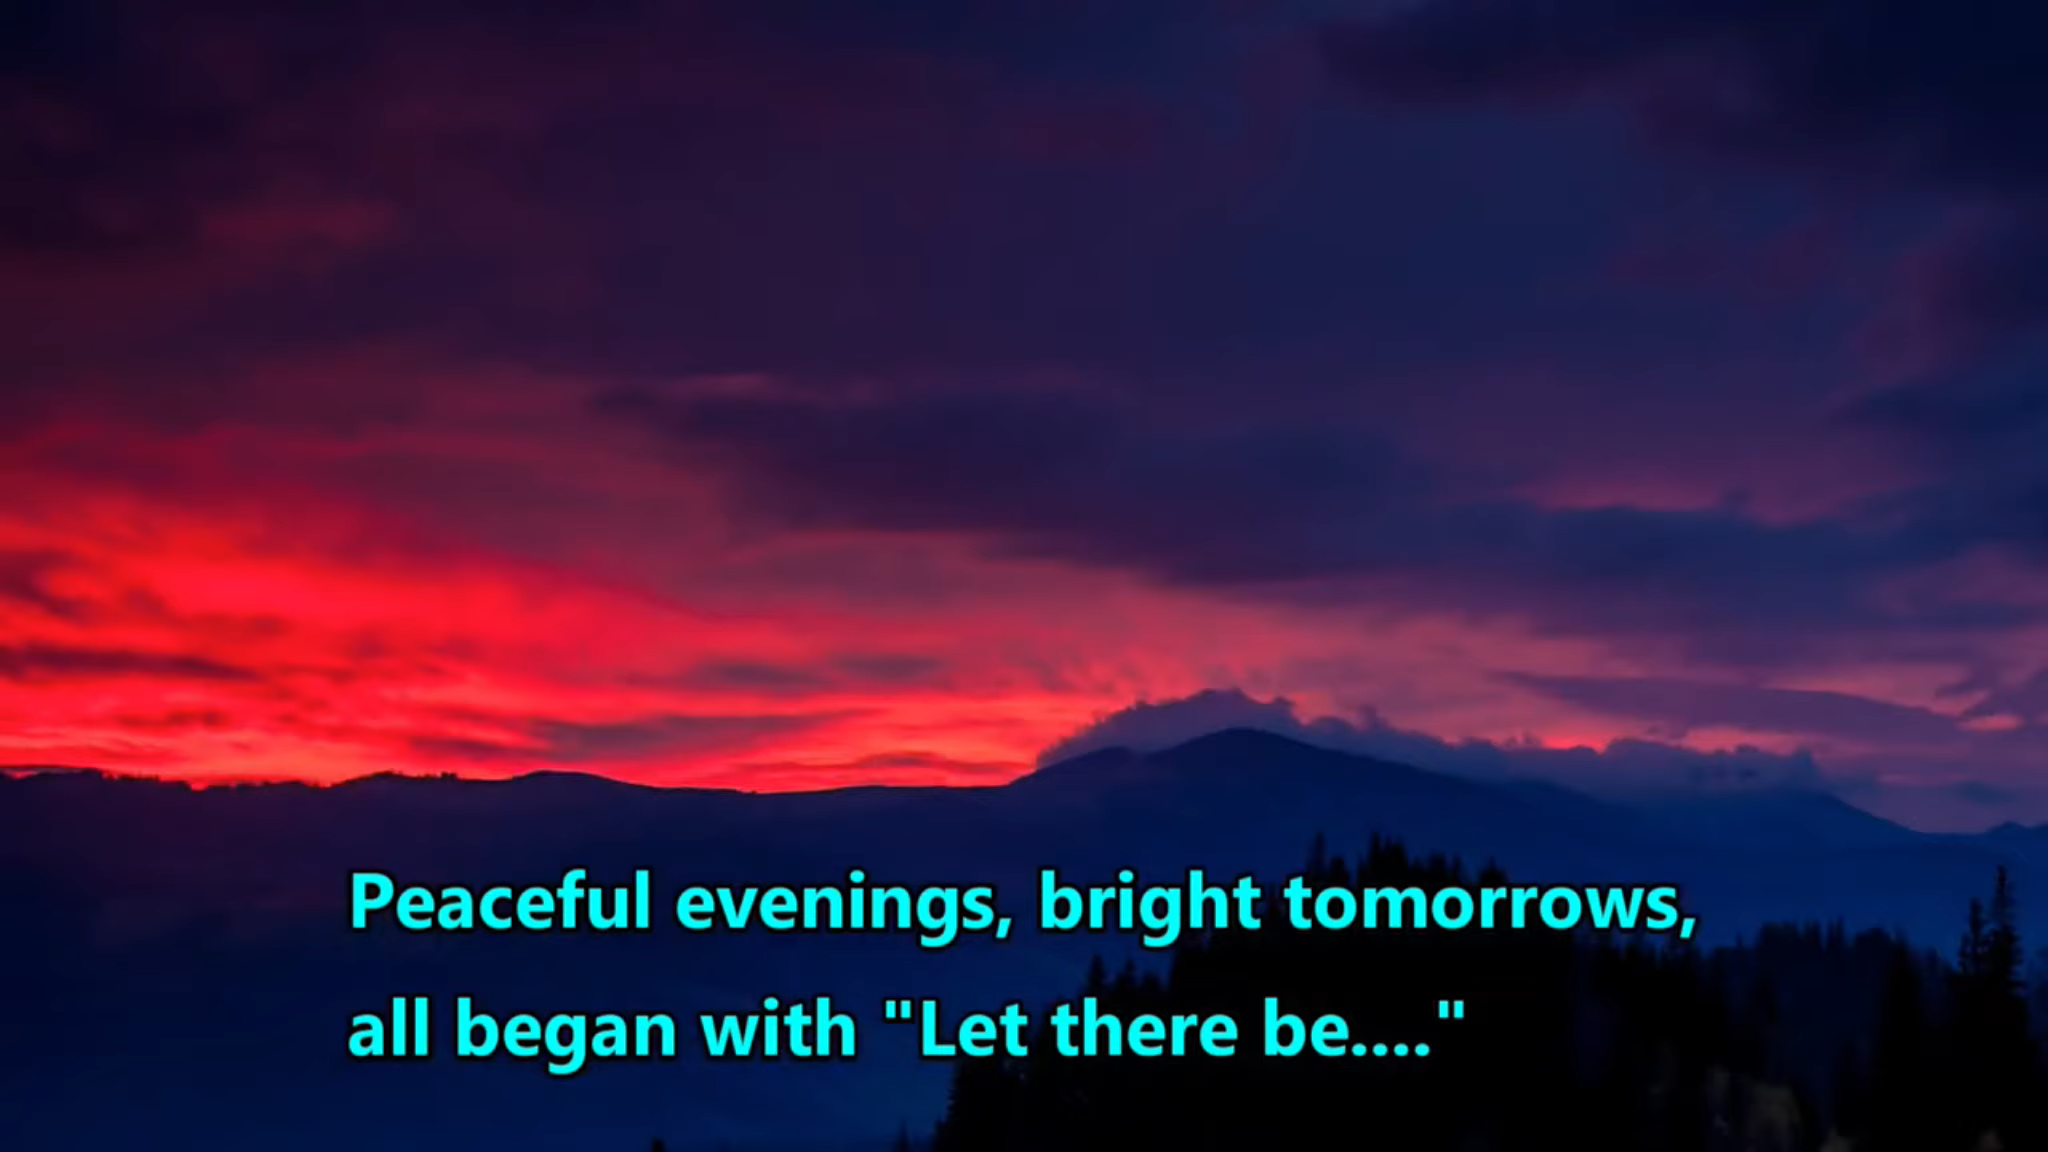 Peaceful evenings, bright tomorrows,
all began with "Let there be...."